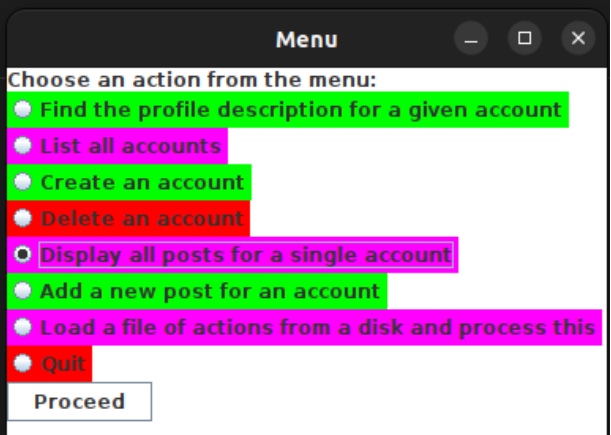 Menu
Choose an action from the menu:
Find the profile description for a given account
List all accounts
Create an account
Delete an account
Display all posts for a single account
Add a new post for an account
Load a file of actions from a disk and process this
Quit
Proceed